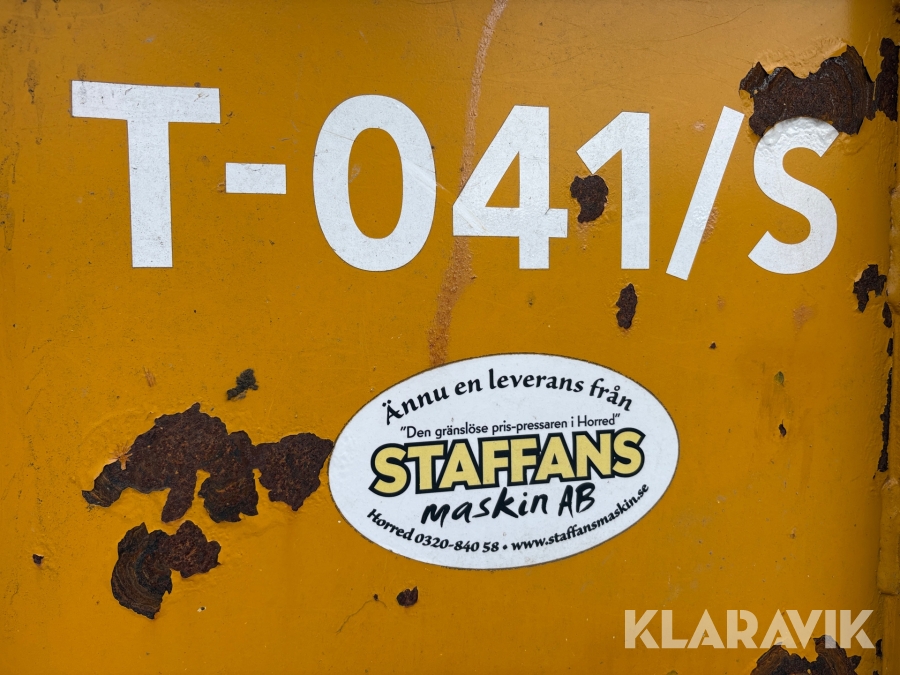 T-041/S
Ännu en leverans från
"Den gränslöse pris-pressaren i Horred"
STAFFANS
maskin AB
Horred 0320-840 58 • www.staffansmaskin.se
KLARAVIK